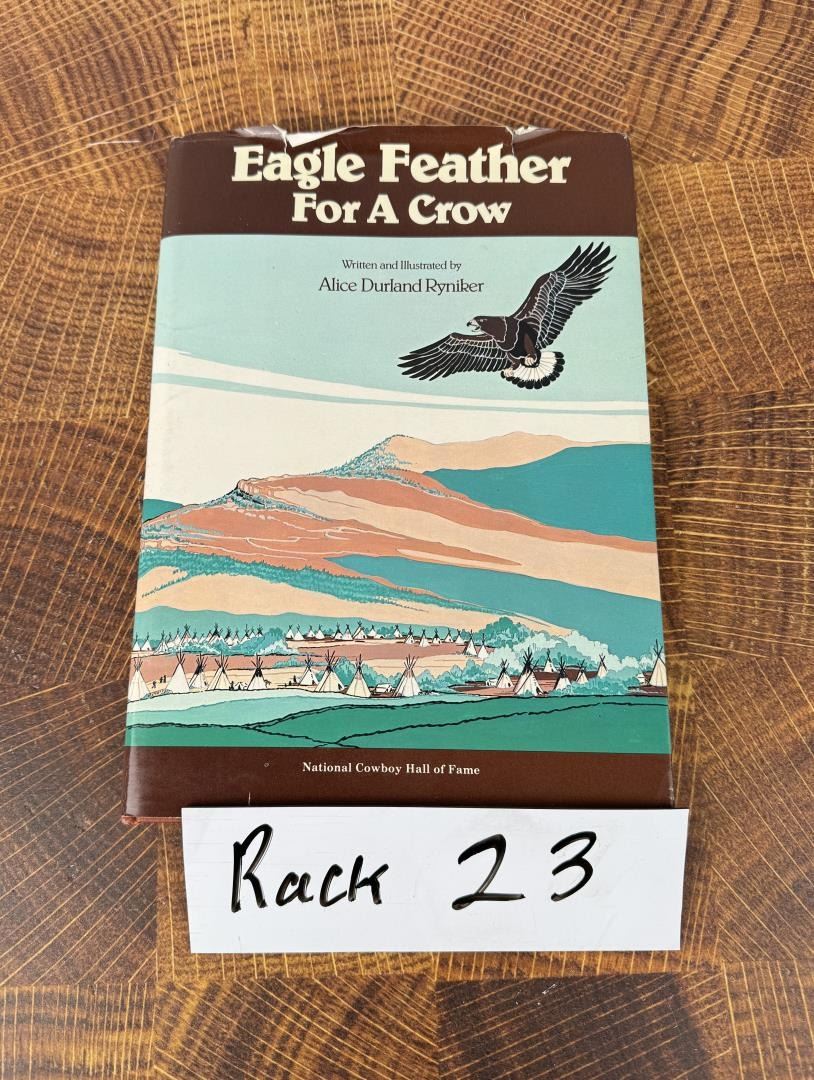 Eagle Feather
For A Crow
Written and Illustrated by
Alice Durland Ryniker
National Cowboy Hall of Fame
Rack 23